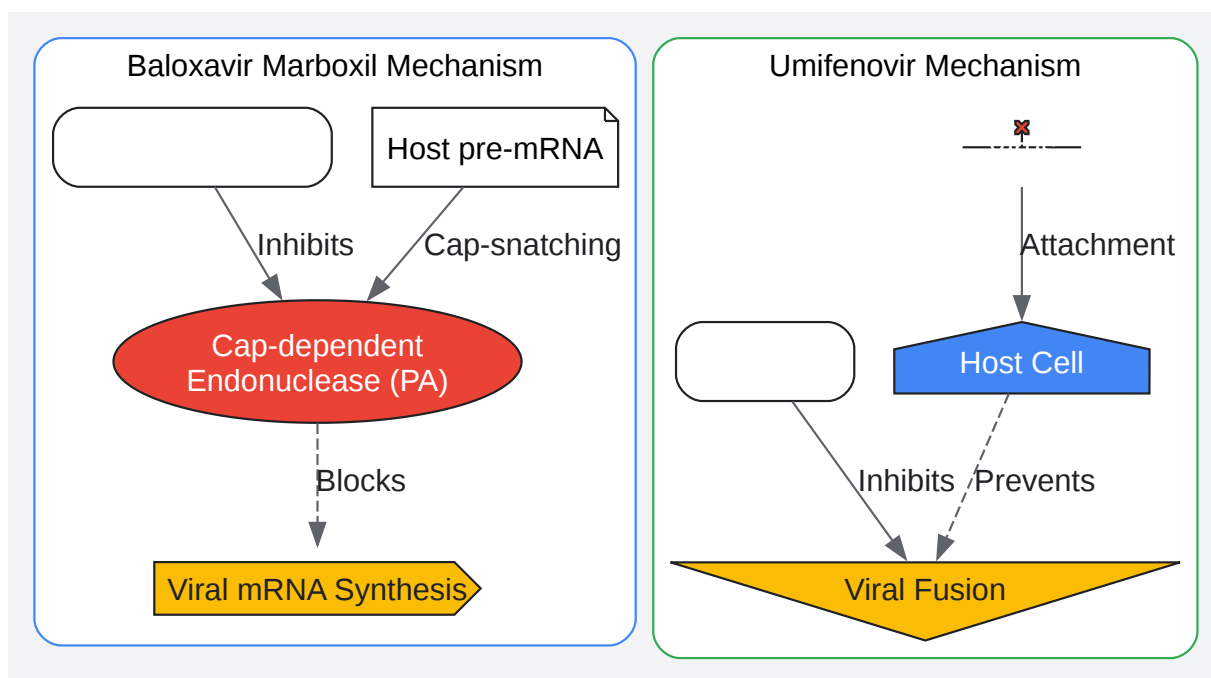 Baloxavir Marboxil Mechanism
Host pre-mRNA
Inhibits
Cap-snatching
Cap-dependent
Endonuclease (PA)
Blocks
Viral mRNA Synthesis
Umifenovir Mechanism
Attachment
Host Cell
Inhibits
Prevents
Viral Fusion